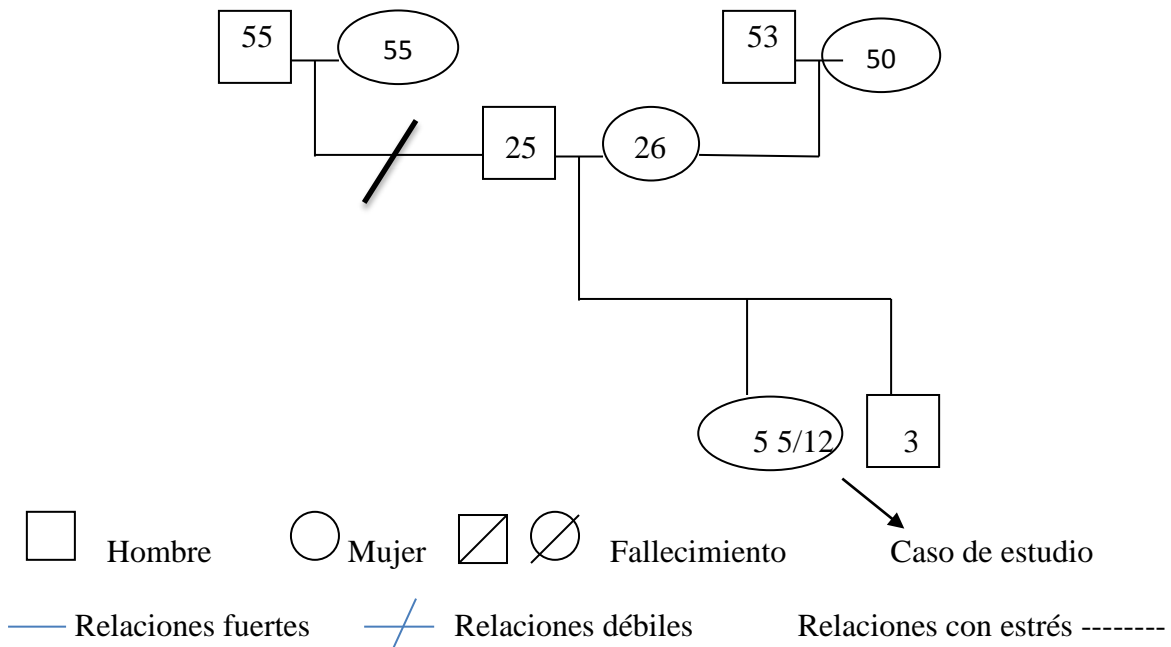 55 55 53 50
25 26
5 5/12 3
Hombre Mujer Fallecimiento Caso de estudio
Relaciones fuertes Relaciones débiles Relaciones con estrés --------